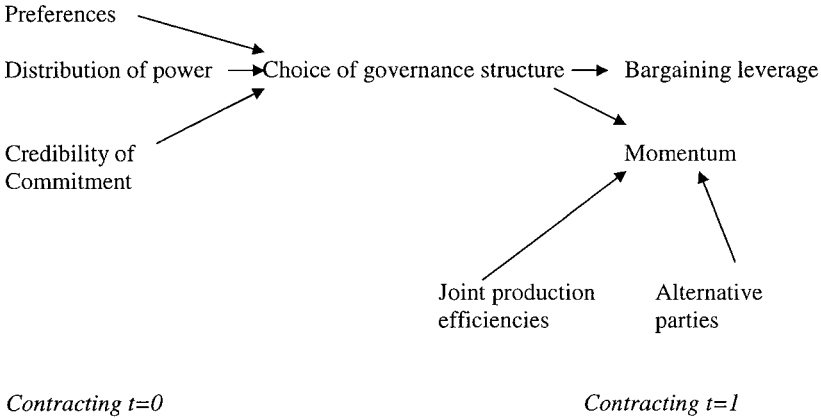 Preferences
Distribution of power
Choice of governance structure
Bargaining leverage
Credibility of
Commitment
Momentum
Joint production
efficiencies
Alternative
parties
Contracting t=0
Contracting t=1